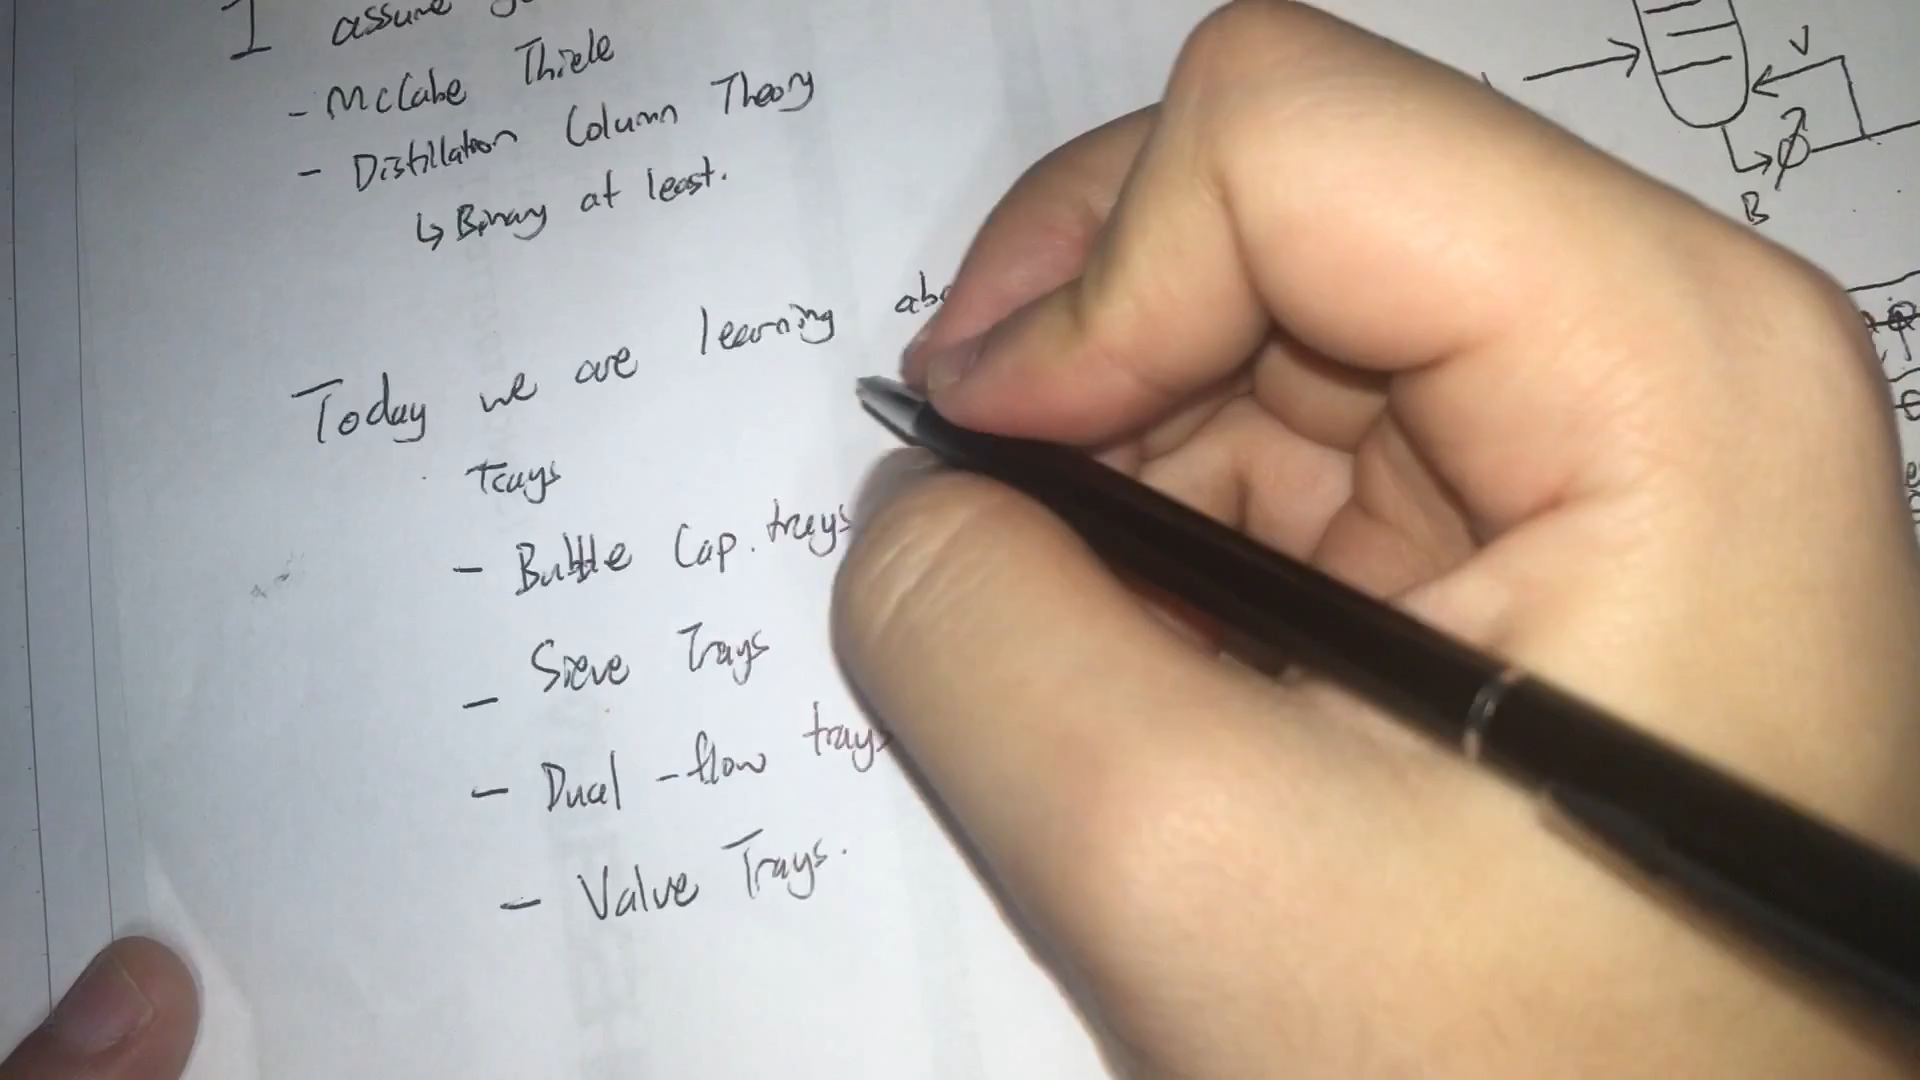 I assume
- McCabe Thiele
- Distillation Column Theory
↳ Binary at least.
Today we are learning
Trays
- Bubble Cap. trays
- Sieve Trays
- Dual-flow trays
- Valve Trays.
V
B